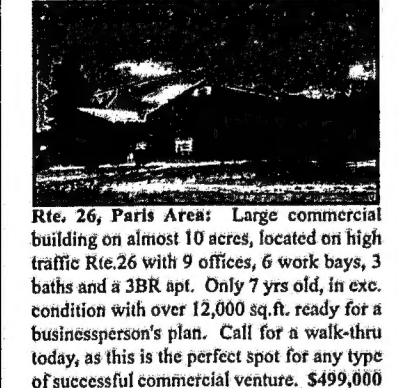 Rte. 26, Paris Area: Large commercial
building on almost 10 acres, located on high
traffic Rte.26 with 9 offices, 6 work bays, 3
baths and a 3BR apt. Only 7 yrs old, in exc.
condition with over 12,000 sq.ft. ready for a
businessperson's plan. Call for a walk-thru
today, as this is the perfect spot for any type
of successful commercial venture. $499,000